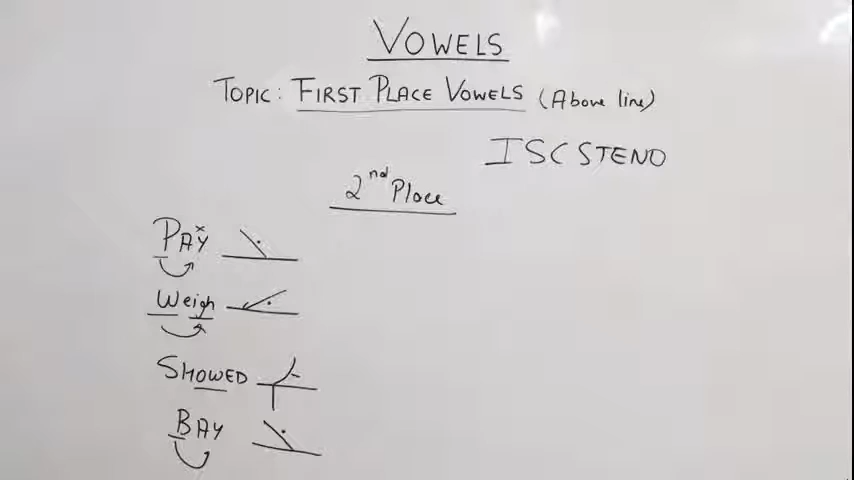 VOWELS
TOPIC: FIRST PLACE VOWELS (Above line)
ISC STENO
2nd Place
PAY
Weigh
SHOWED
BAY